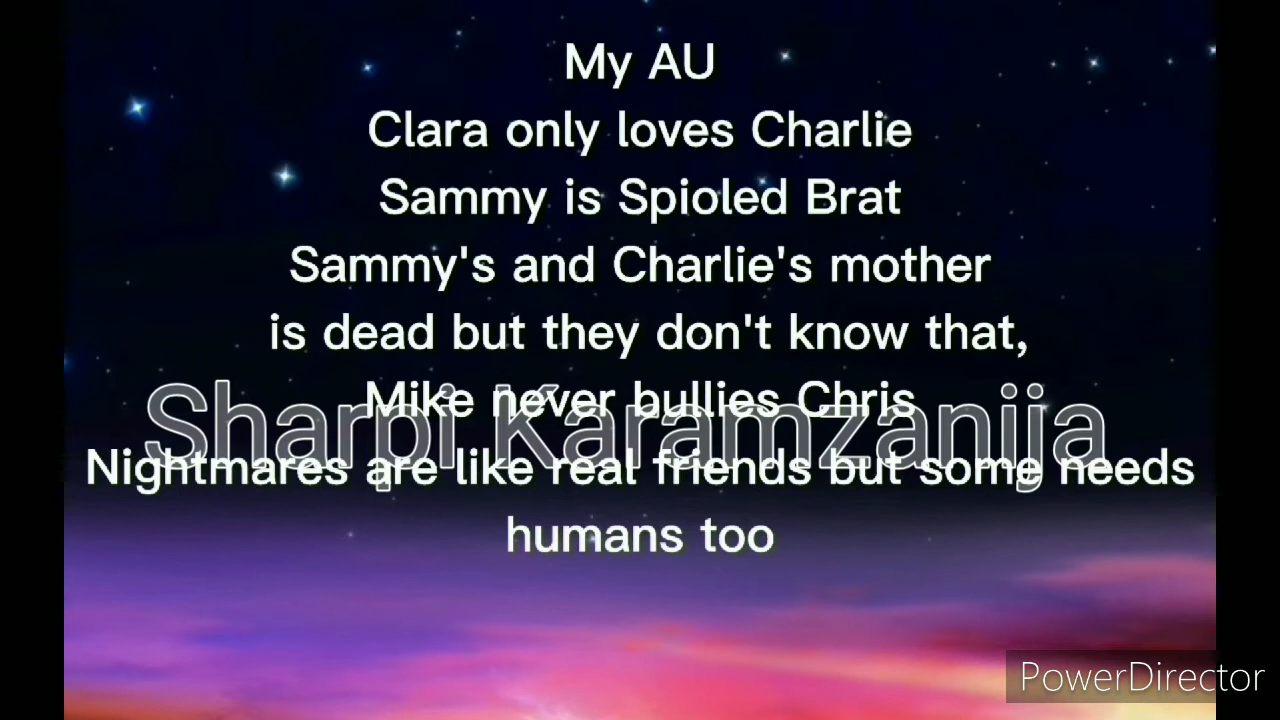 My AU
Clara only loves Charlie
Sammy is Spioled Brat
Sammy's and Charlie's mother
is dead but they don't know that,
Mike never bullies Chris
Sharpi Karamzanija
Nightmares are like real friends but some needs
humans too
PowerDirector